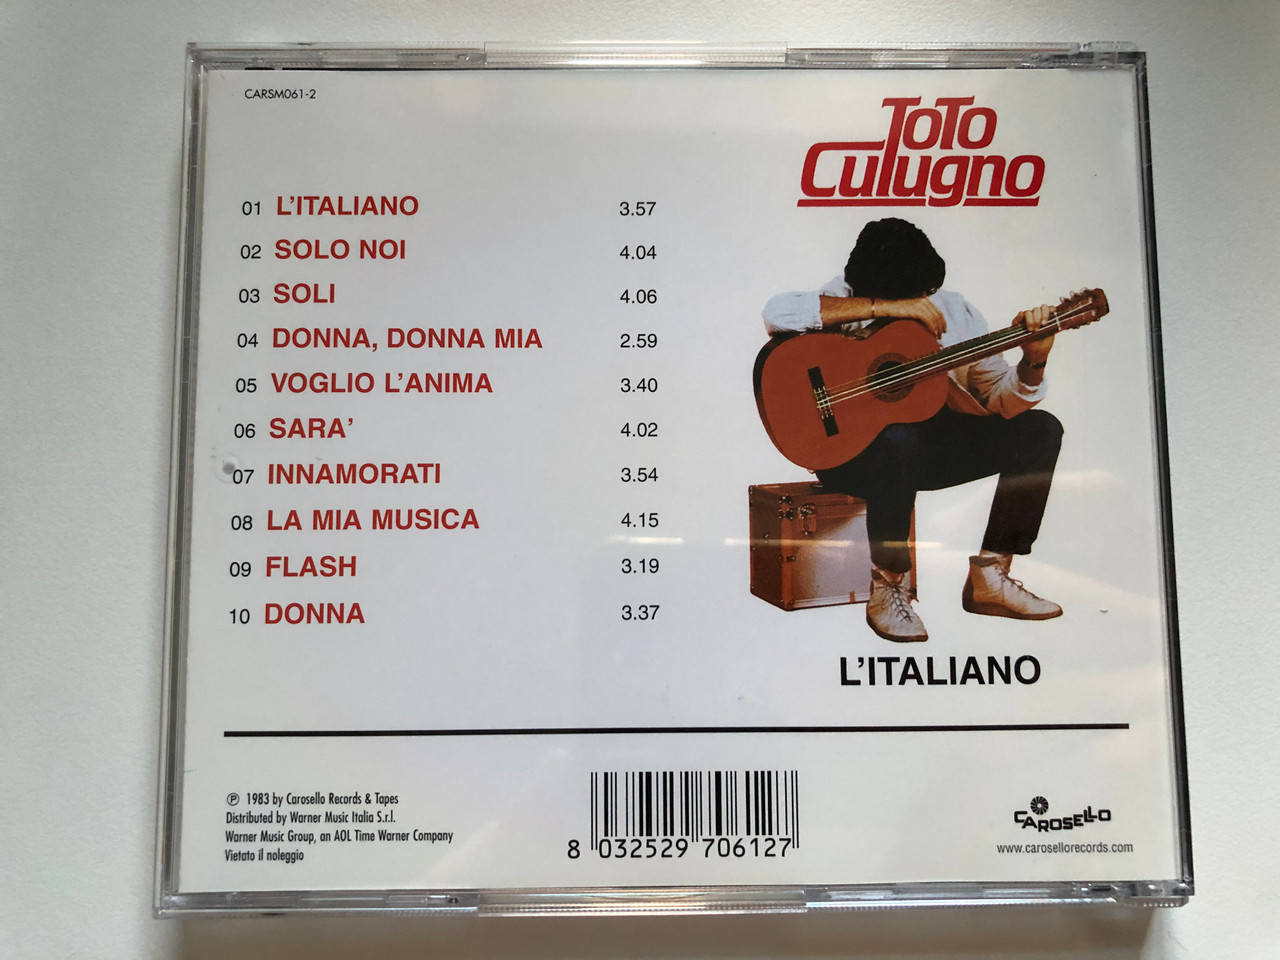 CARSM061-2
ToTo
Cutugno
01 L'ITALIANO 3.57
02 SOLO NOI 4.04
03 SOLI 4.06
04 DONNA, DONNA MIA 2.59
05 VOGLIO L'ANIMA 3.40
06 SARA' 4.02
07 INNAMORATI 3.54
08 LA MIA MUSICA 4.15
09 FLASH 3.19
10 DONNA 3.37
L'ITALIANO
℗ 1983 by Carosello Records & Tapes
Distributed by Warner Music Italia S.r.l.
Warner Music Group, an AOL Time Warner Company
Vietato il noleggio
8 032529 706127
CAROSELLO
www.carosellorecords.com